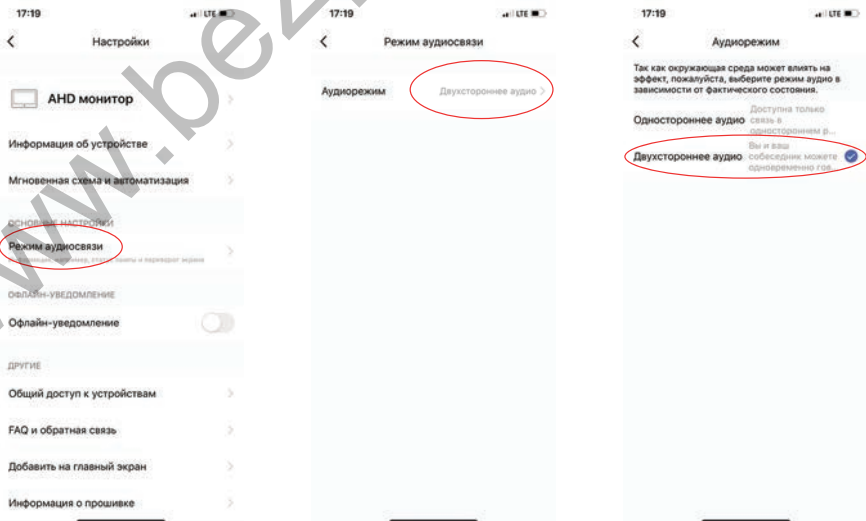 17:19
LTE
Настройки
AHD монитор
Информация об устройстве
Мгновенная схема и автоматизация
ОСНОВНЫЕ НАСТРОЙКИ
Режим аудиосвязи
ОФЛАЙН-УВЕДОМЛЕНИЕ
Офлайн-уведомление
ДРУГИЕ
Общий доступ к устройствам
FAQ и обратная связь
Добавить на главный экран
Информация о прошивке
17:19
LTE
Режим аудиосвязи
Аудиорежим
Двухстороннее аудио
17:19
LTE
Аудиорежим
Так как окружающая среда может влиять на
эффект, пожалуйста, выберите режим аудио в
зависимости от фактического состояния.
Одностороннее аудио
Доступна только
связь в
одностороннем р...
Двухстороннее аудио
Вы и ваш
собеседник можете
одновременно гов...
www.bez